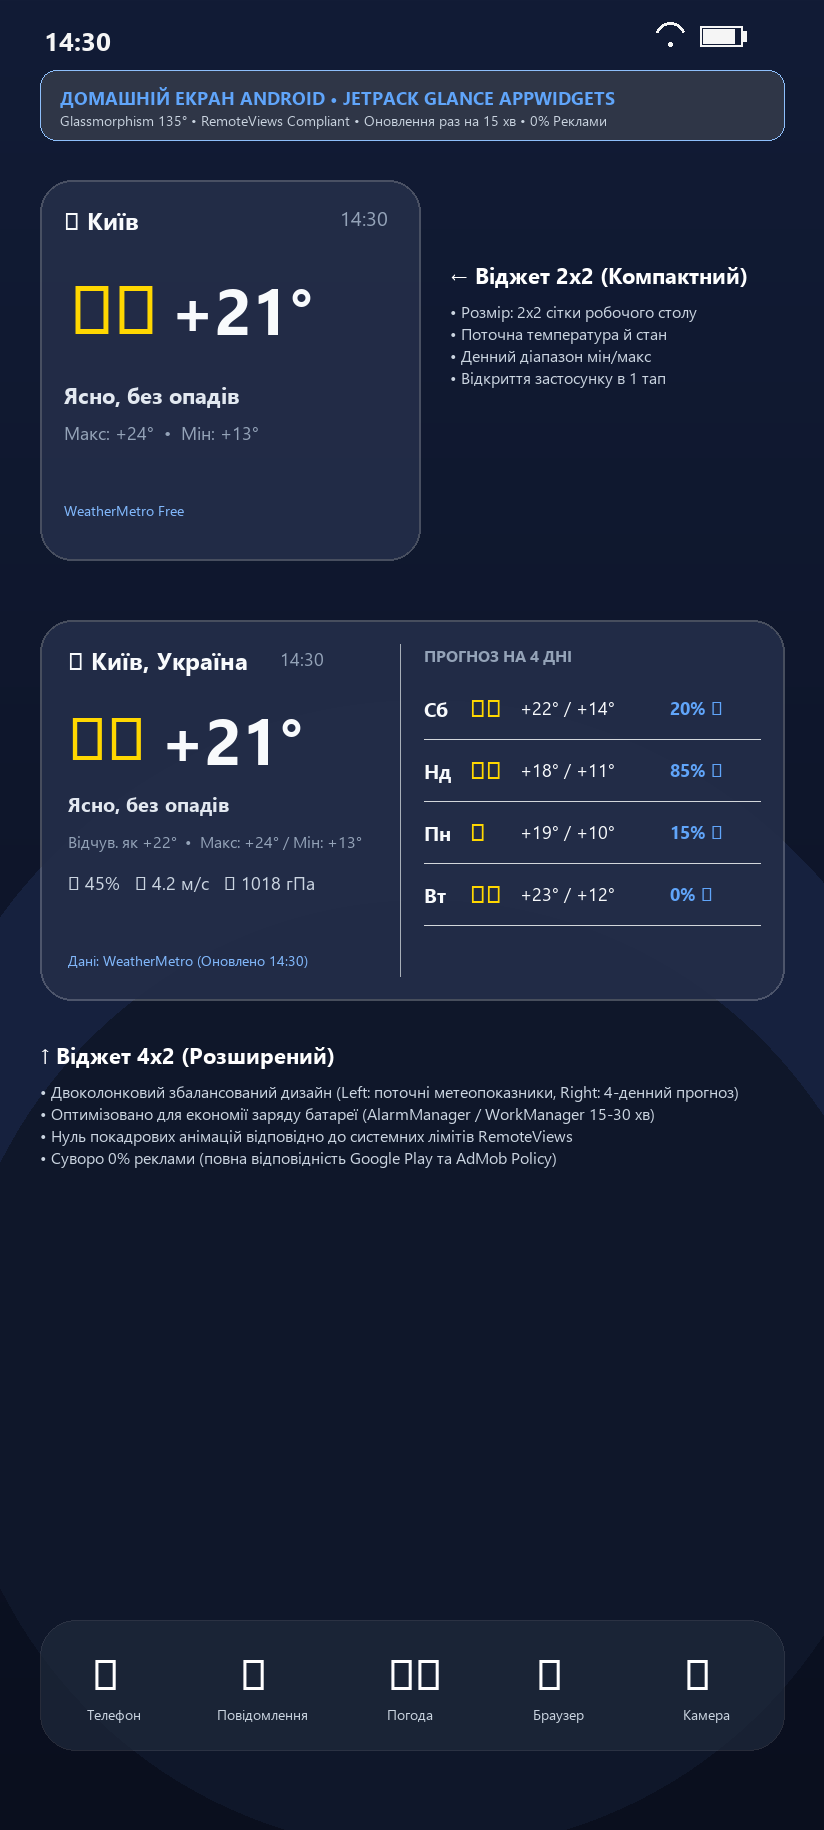 14:30
ДОМАШНІЙ ЕКРАН ANDROID • JETPACK GLANCE APPWIDGETS
Glassmorphism 135° • RemoteViews Compliant • Оновлення раз на 15 хв • 0% Реклами
Київ 14:30
+21°
Ясно, без опадів
Макс: +24° • Мін: +13°
WeatherMetro Free
← Віджет 2x2 (Компактний)
• Розмір: 2x2 сітки робочого столу
• Поточна температура й стан
• Денний діапазон мін/макс
• Відкриття застосунку в 1 тап
Київ, Україна 14:30
+21°
Ясно, без опадів
Відчув. як +22° • Макс: +24° / Мін: +13°
45% 4.2 м/с 1018 гПа
Дані: WeatherMetro (Оновлено 14:30)
ПРОГНОЗ НА 4 ДНІ
Сб +22° / +14° 20%
Нд +18° / +11° 85%
Пн +19° / +10° 15%
Вт +23° / +12° 0%
↑ Віджет 4x2 (Розширений)
• Двоколонковий збалансований дизайн (Left: поточні метеопоказники, Right: 4-денний прогноз)
• Оптимізовано для економії заряду батареї (AlarmManager / WorkManager 15-30 хв)
• Нуль покадрових анімацій відповідно до системних лімітів RemoteViews
• Суворо 0% реклами (повна відповідність Google Play та AdMob Policy)
Телефон Повідомлення Погода Браузер Камера